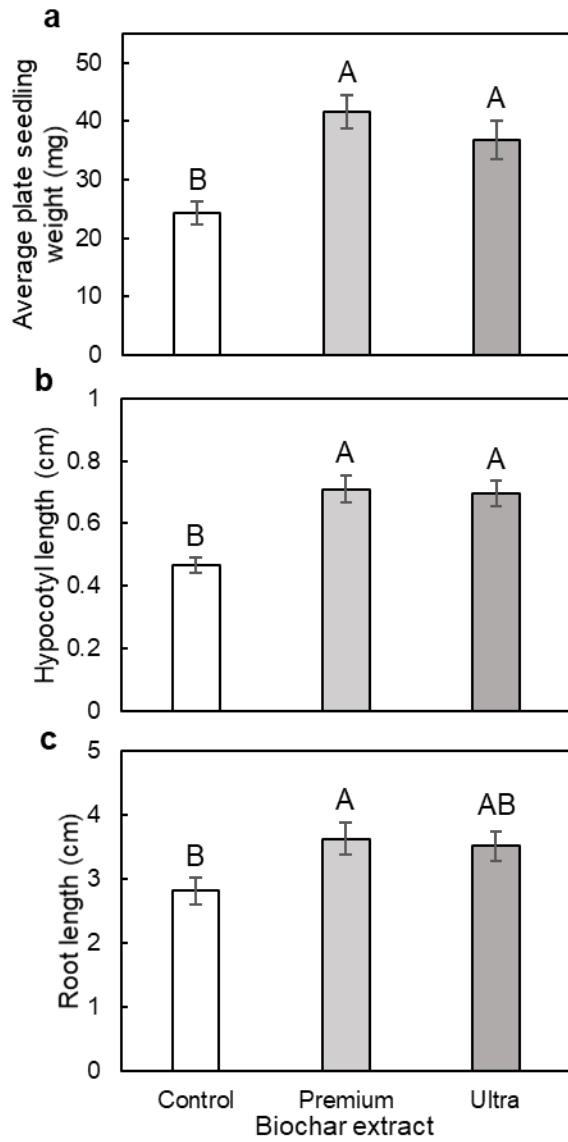 a
Average plate seedling
weight (mg)
50
40
30
20
10
0
B
A
A
b
Hypocotyl length (cm)
1
0.8
0.6
0.4
0.2
0
B
A
A
c
Root length (cm)
5
4
3
2
1
0
B
A
AB
Control Premium Ultra
Biochar extract